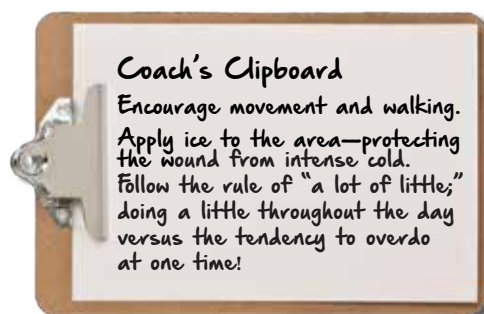 Coach's Clipboard
Encourage movement and walking.
Apply ice to the area—protecting
the wound from intense cold.
Follow the rule of “a lot of little;”
doing a little throughout the day
versus the tendency to overdo
at one time!